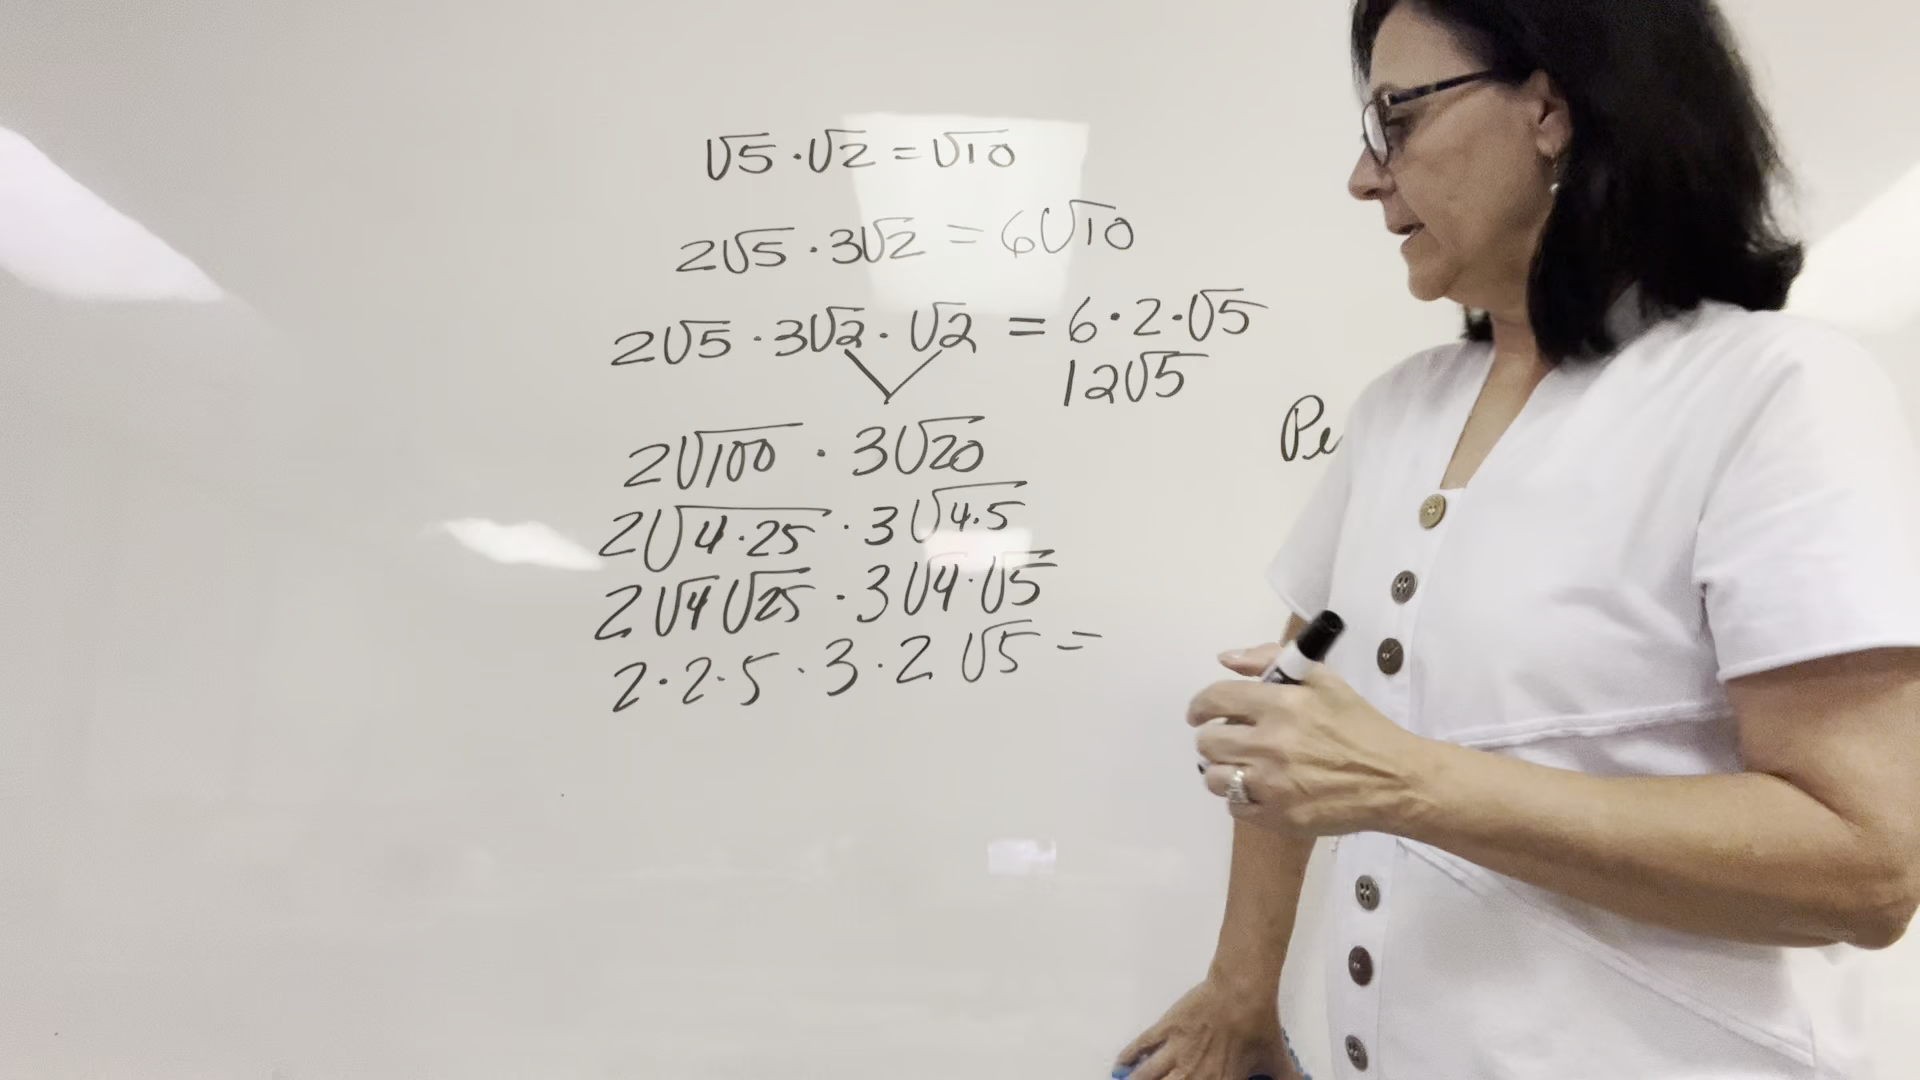 √5 · √2 = √10
2√5 · 3√2 = 6√10
2√5 · 3√2 · √2 = 6 · 2 · √5
12√5
2√100 · 3√20
2√4·25 · 3√4·5
2√4√25 · 3√4·√5
2·2·5 · 3·2√5 =
Pe